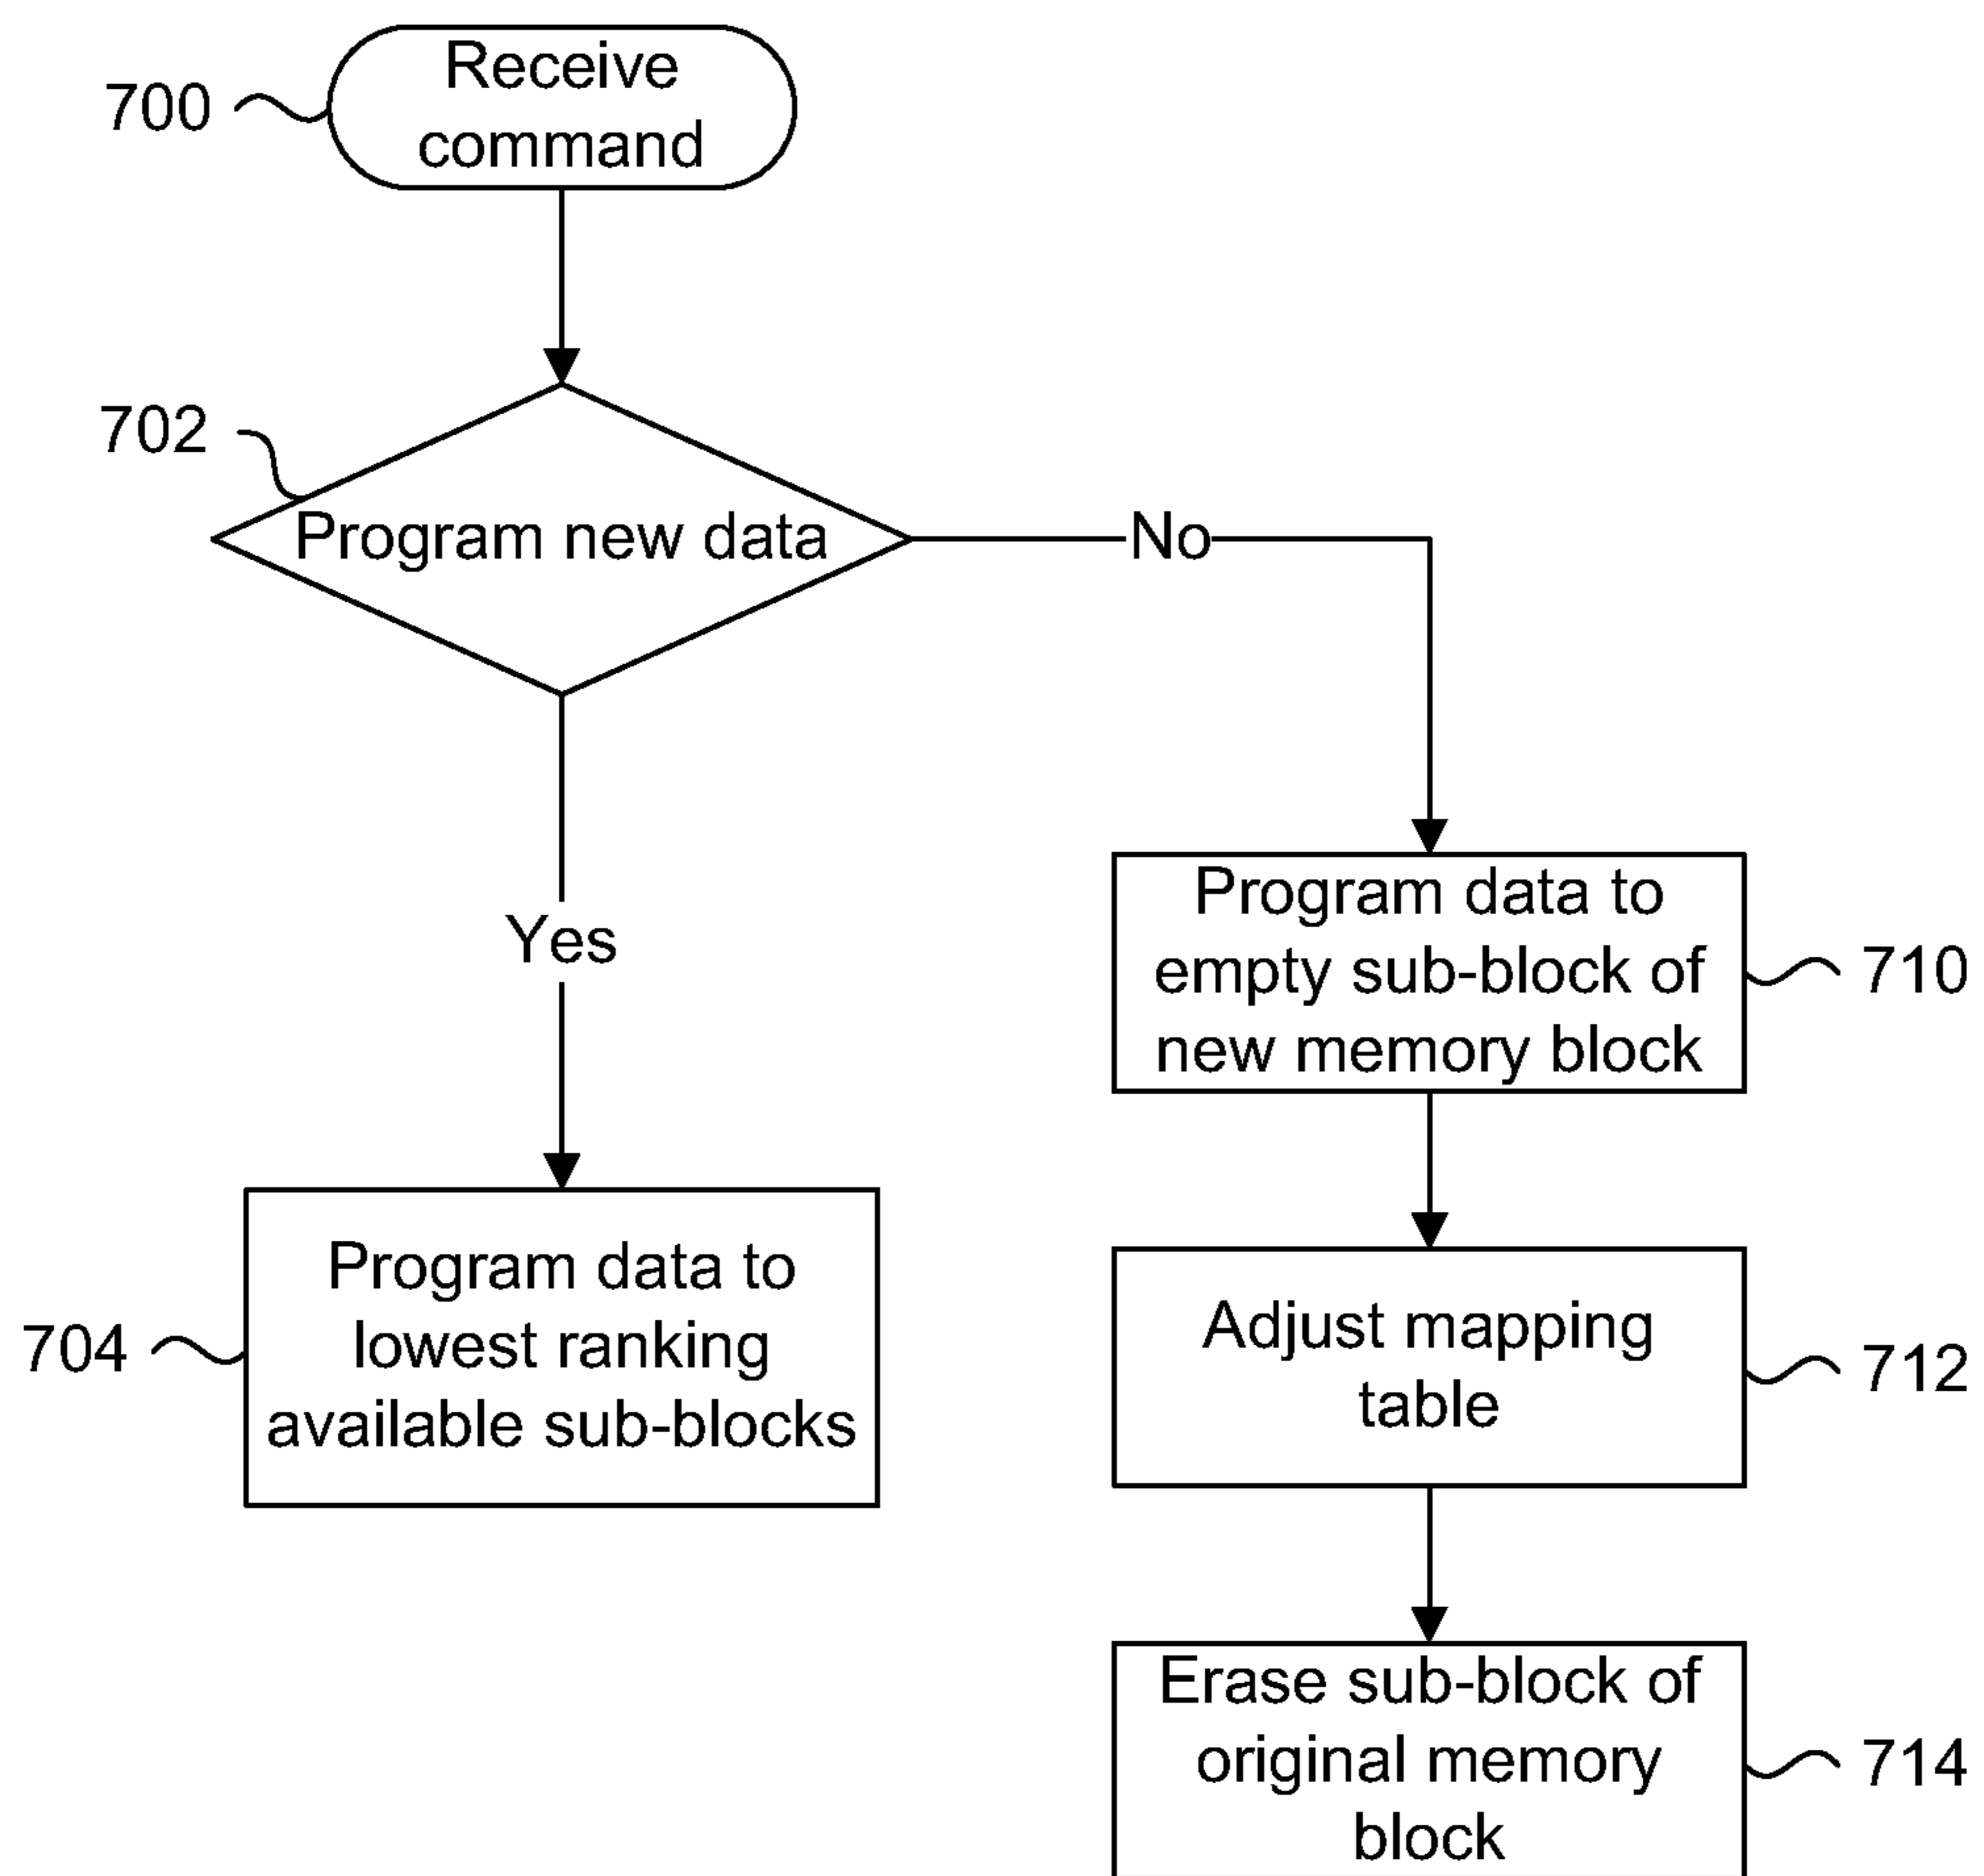 700
Receive
command
702
Program new data
No
Yes
Program data to
empty sub-block of
new memory block
710
Program data to
lowest ranking
available sub-blocks
704
Adjust mapping
table
712
Erase sub-block of
original memory
block
714